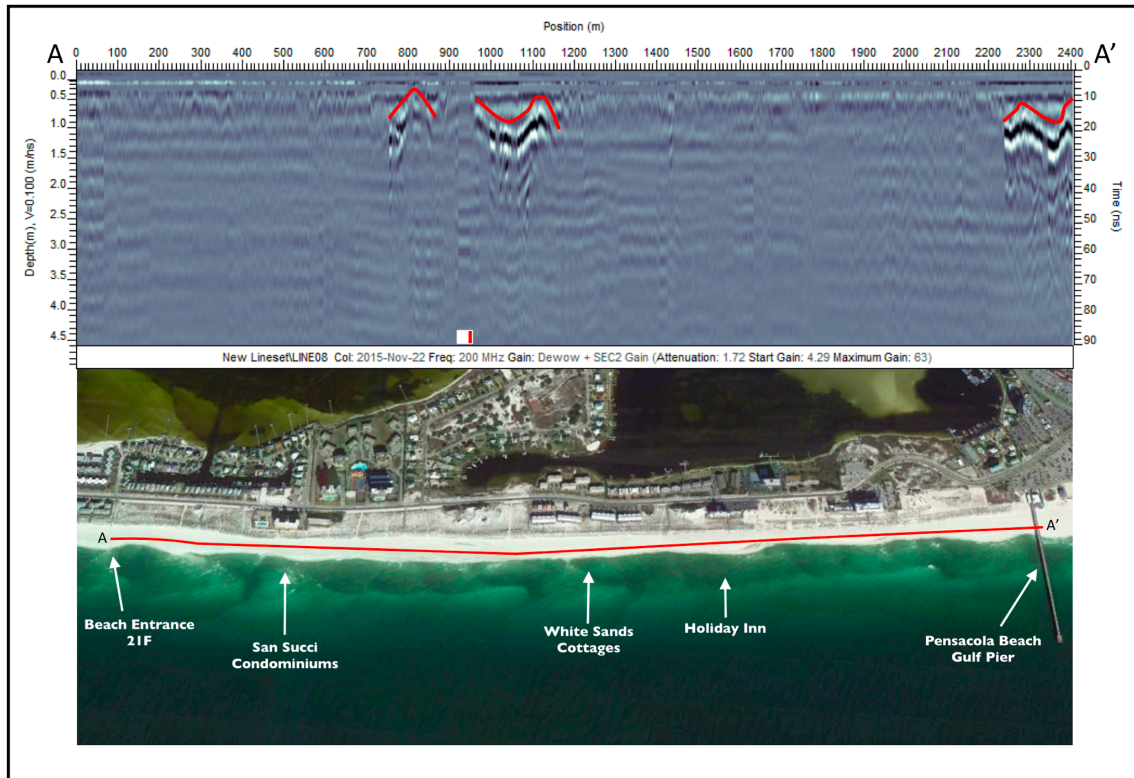 Position (m)
A 0 100 200 300 400 500 600 700 800 900 1000 1100 1200 1300 1400 1500 1600 1700 1800 1900 2000 2100 2200 2300 2400 A’
Depth(m), V=0.100 (m/ns)
0.0
0.5
1.0
1.5
2.0
2.5
3.0
3.5
4.0
4.5
0
10
20
30
40
50
60
70
80
90
Time (ns)
New Lineset\LINE08 Col: 2015-Nov-22 Freq: 200 MHz Gain: Dewow + SEC2 Gain (Attenuation: 1.72 Start Gain: 4.29 Maximum Gain: 63)
A
A’
Beach Entrance
21F
San Succi
Condominiums
White Sands
Cottages
Holiday Inn
Pensacola Beach
Gulf Pier